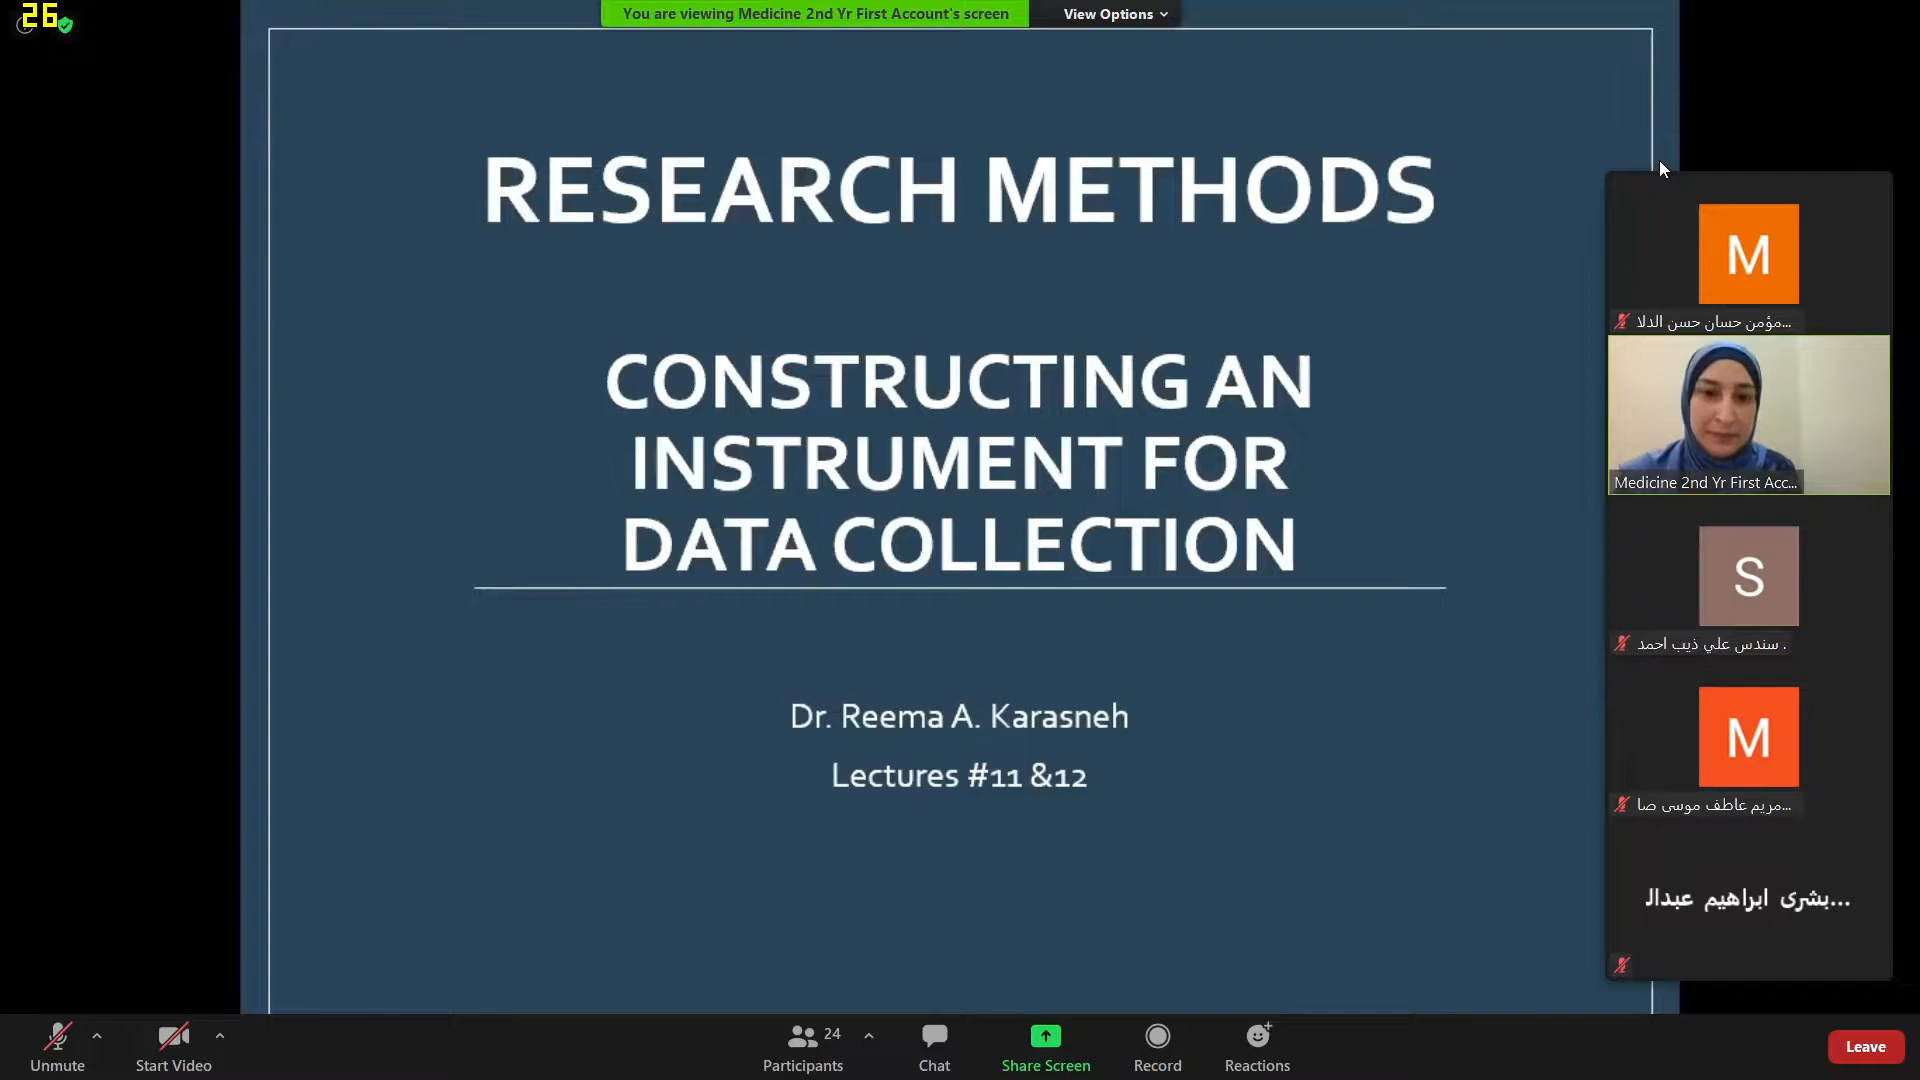 26
You are viewing Medicine 2nd Yr First Account's screen
View Options
RESEARCH METHODS
CONSTRUCTING AN
INSTRUMENT FOR
DATA COLLECTION
Dr. Reema A. Karasneh
Lectures #11 &12
M
مؤمن حسان حسن الدلا...
Medicine 2nd Yr First Acc...
S
سندس علي ذيب احمد .
M
مريم عاطف موسى صا...
بشرى ابراهيم عبدال...
Unmute
Start Video
Participants
24
Chat
Share Screen
Record
Reactions
Leave